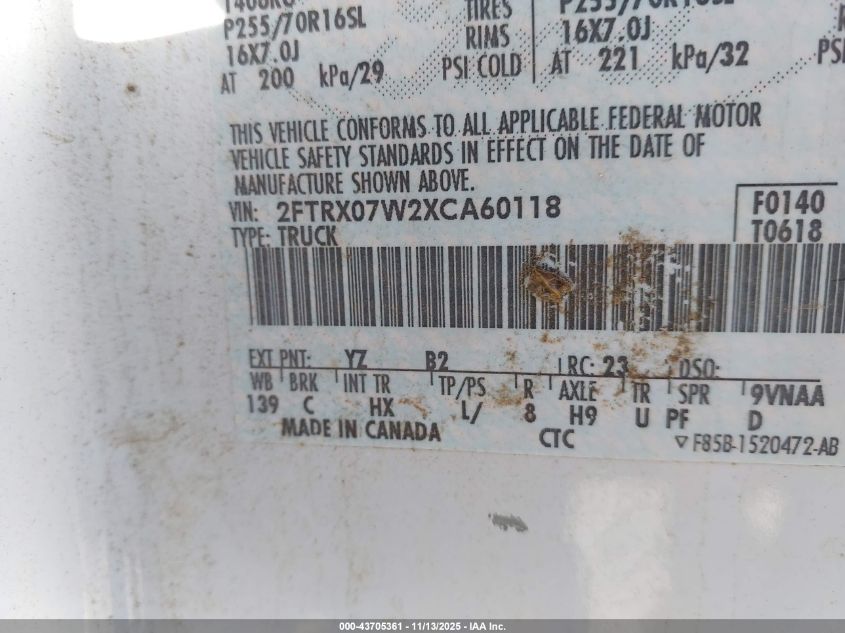 P255/70R16SL TIRES
16X7.0J RIMS 16X7.0J
AT 200 kPa/29 PSI COLD AT 221 kPa/32 PSI
THIS VEHICLE CONFORMS TO ALL APPLICABLE FEDERAL MOTOR
VEHICLE SAFETY STANDARDS IN EFFECT ON THE DATE OF
MANUFACTURE SHOWN ABOVE.
VIN: 2FTRX07W2XCA60118 F0140
TYPE: TRUCK T0618
EXT PNT: YZ B2 RC: 23 DSO:
WB BRK INT TR TP/PS R AXLE TR SPR 9VNAA
139 C HX L/ 8 H9 U PF D
MADE IN CANADA CTC ▽ F85B-1520472-AB
000-43705361 - 11/13/2025 - IAA Inc.